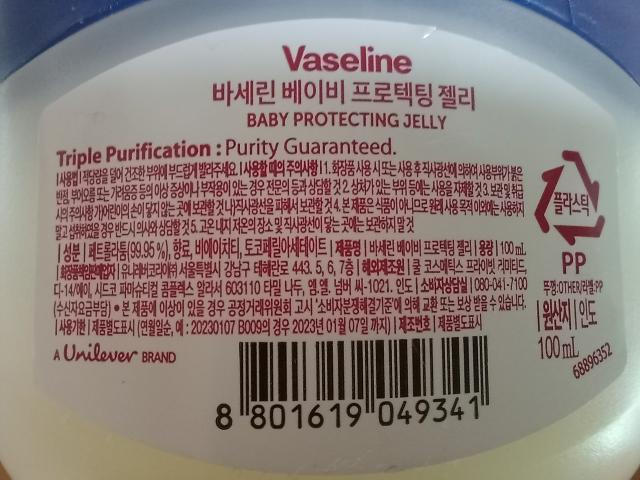 Vaseline
바세린 베이비 프로텍팅 젤리
BABY PROTECTING JELLY
Triple Purification : Purity Guaranteed.
| 사용법 | 적당량을 덜어 건조한 부위에 부드럽게 발라주세요. | 사용할 때의 주의사항 | 1. 화장품 사용 시 또는 사용 후 직사광선에 의하여 사용부위가 붉은
반점, 부어오름 또는 가려움증 등의 이상 증상이나 부작용이 있는 경우 전문의 등과 상담할 것 2. 상처가 있는 부위 등에는 사용을 자제할 것 3. 보관 및 취급
시의 주의사항 가)어린이의 손이 닿지 않는 곳에 보관할 것 나)직사광선을 피해서 보관할 것 4. 본 제품은 식품이 아니므로 원래 사용 목적 이외에는 사용하지
말고 섭취하였을 경우 반드시 의사와 상담할 것 5. 고온 내지 저온의 장소 및 직사광선이 닿는 곳에는 보관하지 말 것
| 성분 | 페트롤라툼(99.95 %), 향료, 비에이치티, 토코페릴아세테이트 | 제품명 | 바세린 베이비 프로텍팅 젤리 | 용량 | 100 mL
| 화장품책임판매업자 | 유니레버코리아㈜ 서울특별시 강남구 테헤란로 443. 5, 6, 7층 | 해외제조원 | 쿨 코스메틱스 프라이빗 리미티드,
디-14/에이, 시드코 파마슈티컬 콤플렉스 알라서 603110 타밀 나두, 엠.엘. 넘버 씨-1021. 인도 | 소비자상담실 | 080-041-7100
(수신자요금부담) • 본 제품에 이상이 있을 경우 공정거래위원회 고시 '소비자분쟁해결기준'에 의해 교환 또는 보상 받을 수 있습니다.
| 사용기한 | 제품별도표시 (연월일순, 예 : 20230107 B009의 경우 2023년 01월 07일 까지) | 제조번호 | 제품별도표시
A Unilever BRAND
8 801619 049341
플라스틱
PP
뚜껑:OTHER/라벨:PP
| 원산지 | 인도
100 mL
68896352